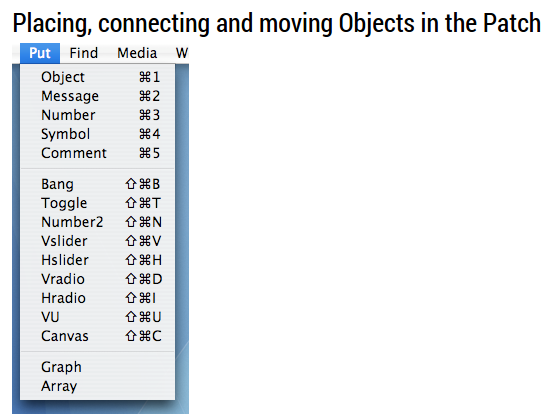 Placing, connecting and moving Objects in the Patch
Put Find Media W
Object ⌘1
Message ⌘2
Number ⌘3
Symbol ⌘4
Comment ⌘5
Bang ⇧⌘B
Toggle ⇧⌘T
Number2 ⇧⌘N
Vslider ⇧⌘V
Hslider ⇧⌘H
Vradio ⇧⌘D
Hradio ⇧⌘I
VU ⇧⌘U
Canvas ⇧⌘C
Graph
Array